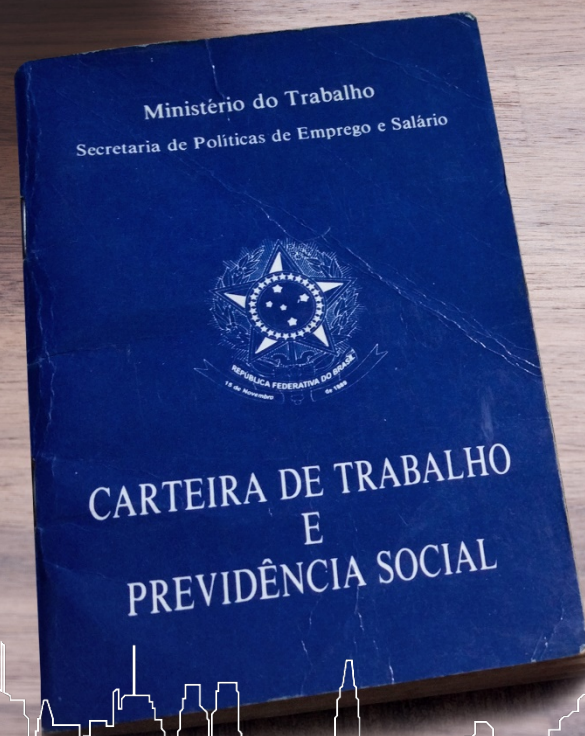 Ministério do Trabalho
Secretaria de Políticas de Emprego e Salário
REPÚBLICA FEDERATIVA DO BRASIL
15 de Novembro de 1889
CARTEIRA DE TRABALHO
E
PREVIDÊNCIA SOCIAL